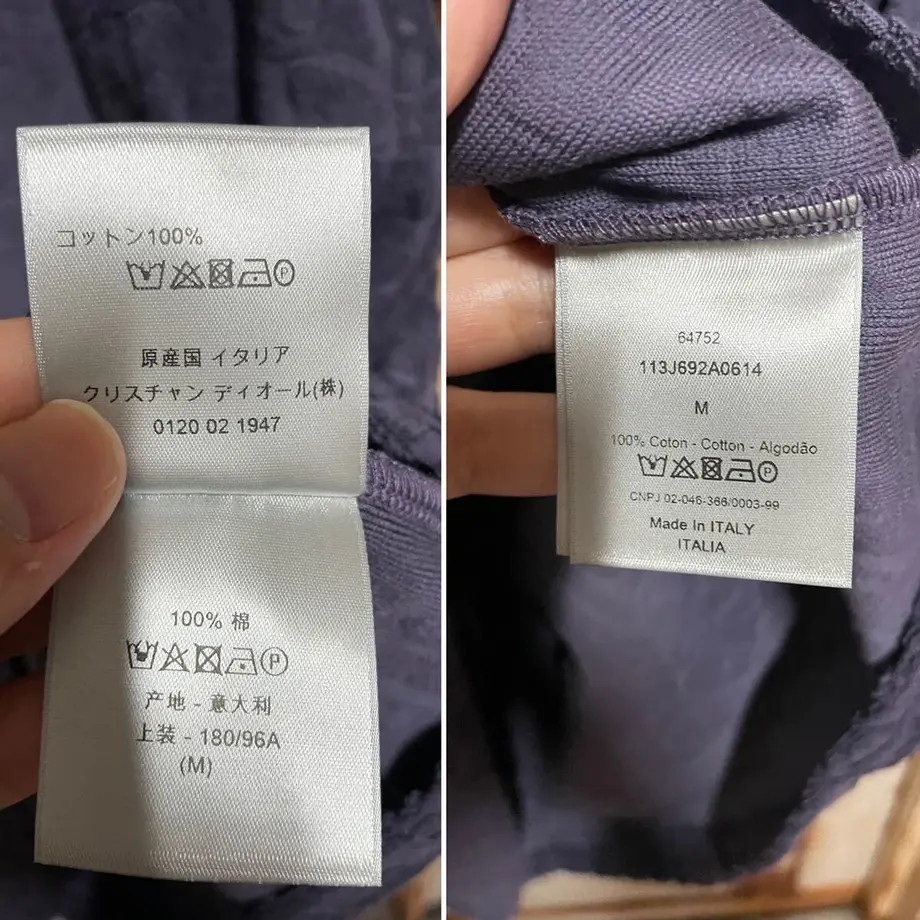 コットン100%
P
原産国 イタリア
クリスチャン ディオール(株)
0120 02 1947
100% 棉
P
产地 - 意大利
上装 - 180/96A
(M)
64752
113J692A0614
M
100% Coton - Cotton - Algodão
P
CNPJ 02-046-366/0003-99
Made In ITALY
ITALIA